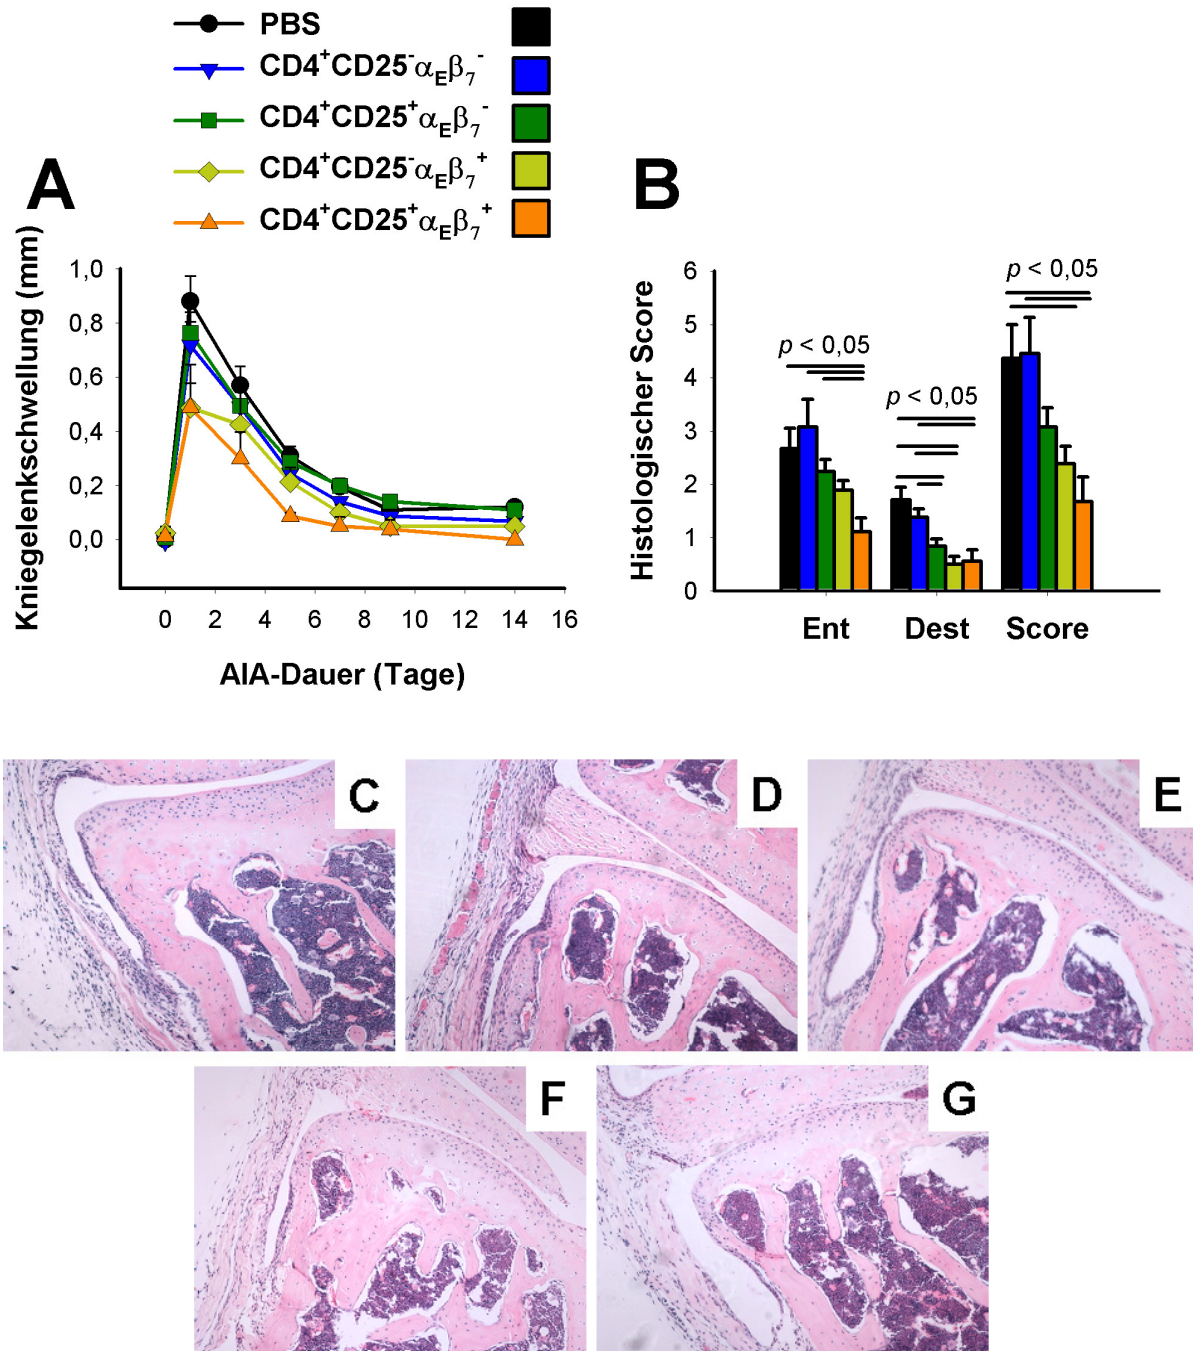 PBS
CD4⁺CD25⁻αEβ₇⁻
CD4⁺CD25⁺αEβ₇⁻
CD4⁺CD25⁻αEβ₇⁺
CD4⁺CD25⁺αEβ₇⁺
A
Kniegelenkschwellung (mm)
1,0
0,8
0,6
0,4
0,2
0,0
0 2 4 6 8 10 12 14 16
AIA-Dauer (Tage)
B
Histologischer Score
6
5
4
3
2
1
0
p < 0,05
p < 0,05
p < 0,05
Ent Dest Score
C
D
E
F
G